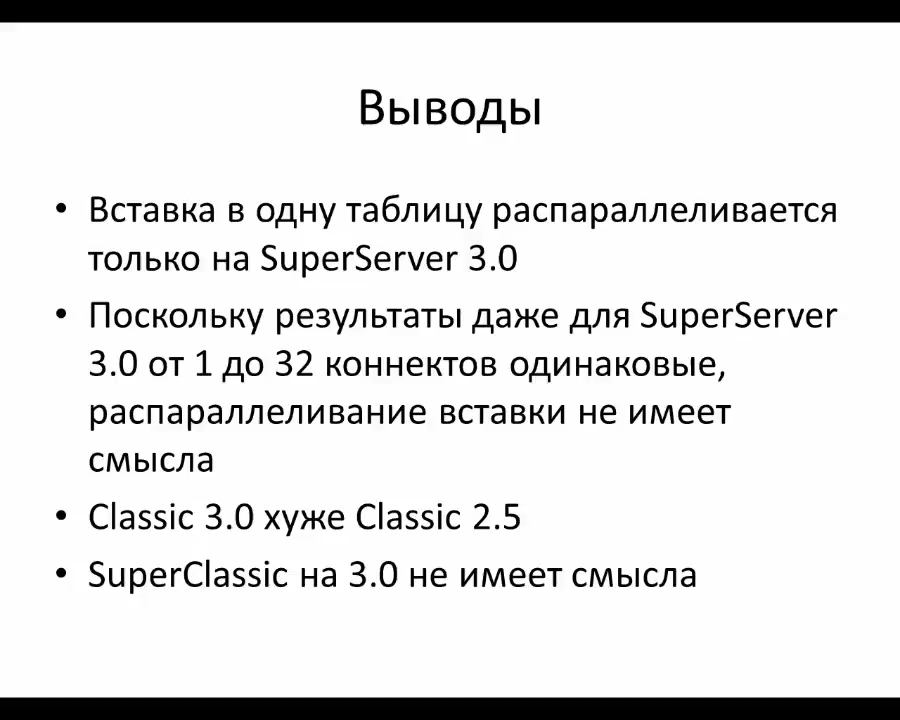 Выводы
• Вставка в одну таблицу распараллеливается
только на SuperServer 3.0
• Поскольку результаты даже для SuperServer
3.0 от 1 до 32 коннектов одинаковые,
распараллеливание вставки не имеет
смысла
• Classic 3.0 хуже Classic 2.5
• SuperClassic на 3.0 не имеет смысла